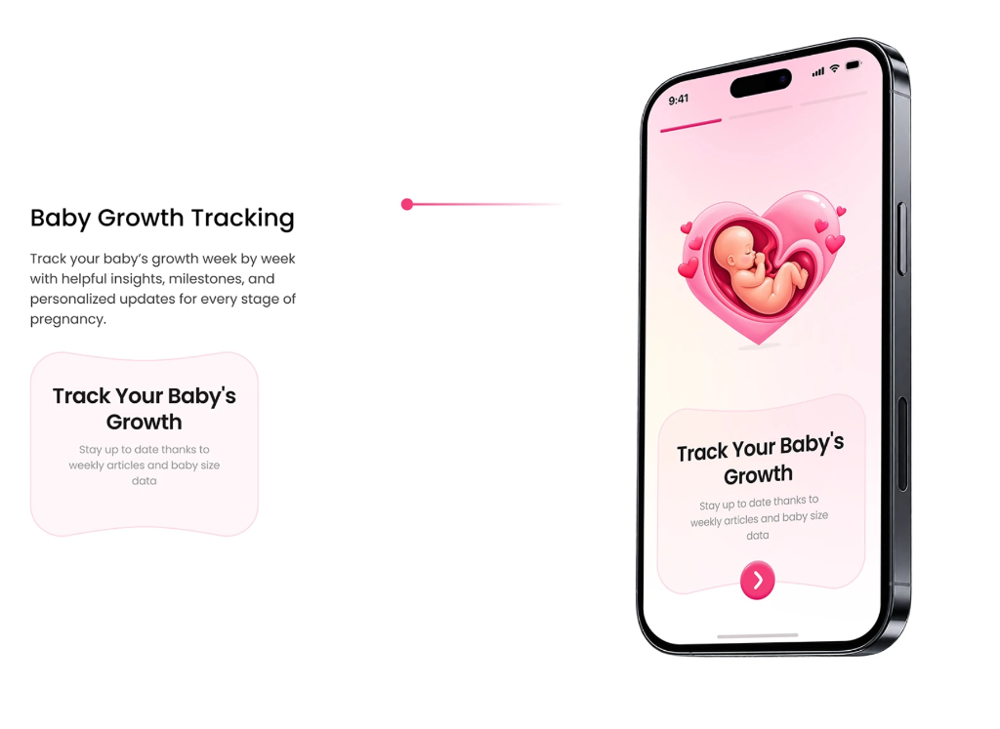 Baby Growth Tracking
Track your baby’s growth week by week
with helpful insights, milestones, and
personalized updates for every stage of
pregnancy.
Track Your Baby's
Growth
Stay up to date thanks to
weekly articles and baby size
data
9:41
Track Your Baby's
Growth
Stay up to date thanks to
weekly articles and baby size
data